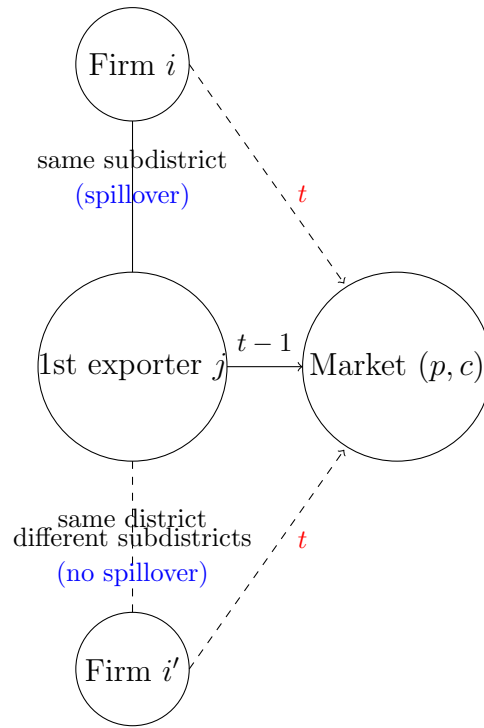 Firm i
same subdistrict
(spillover)
t
t − 1
1st exporter j
Market (p, c)
same district
different subdistricts
(no spillover)
t
Firm i′